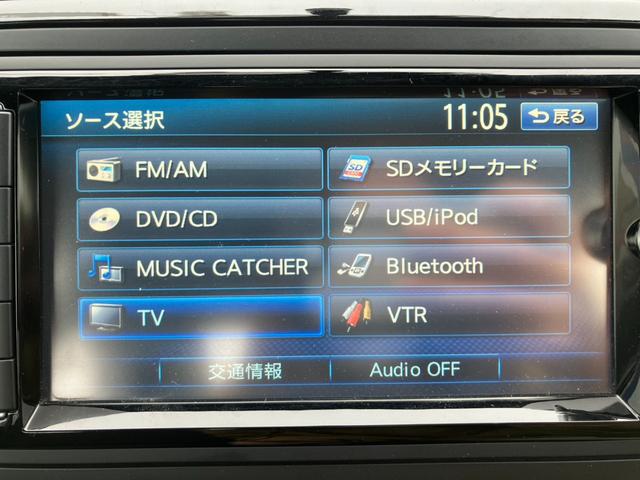 ソース選択 11:05 戻る
FM/AM SDメモリーカード
DVD/CD USB/iPod
MUSIC CATCHER Bluetooth
TV VTR
交通情報 Audio OFF